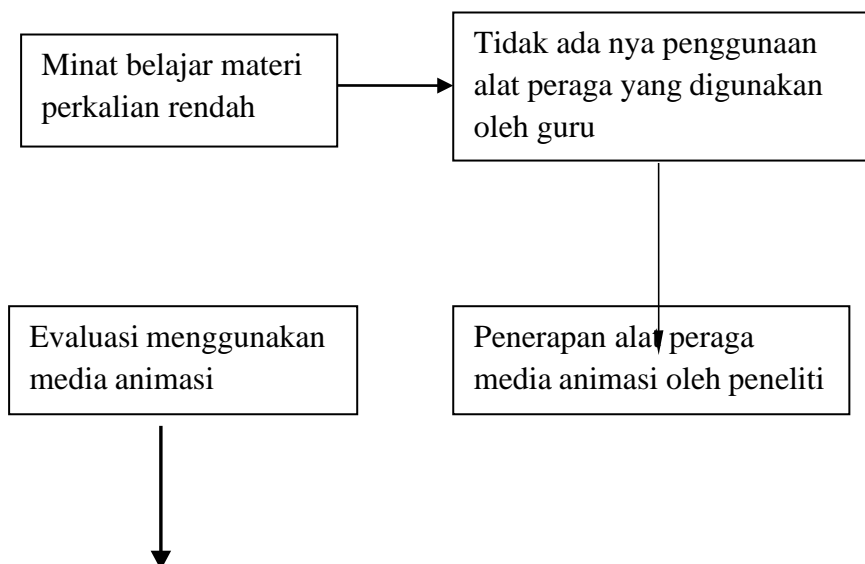 Minat belajar materi
perkalian rendah
Tidak ada nya penggunaan
alat peraga yang digunakan
oleh guru
Evaluasi menggunakan
media animasi
Penerapan alat peraga
media animasi oleh peneliti